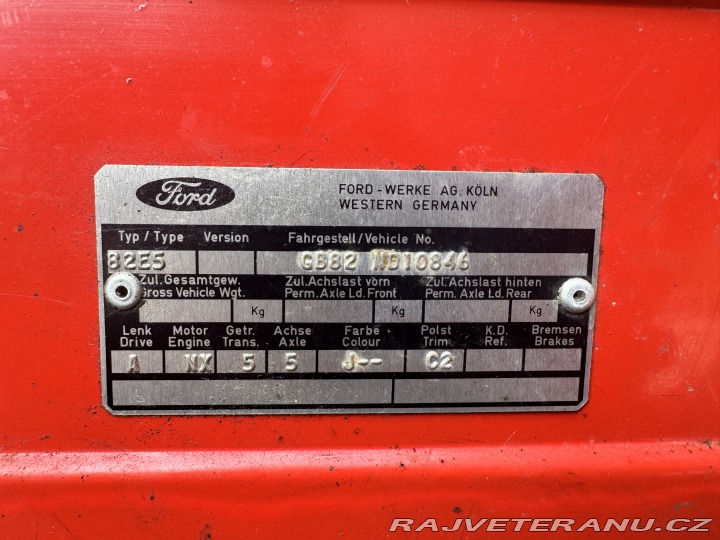 Ford
FORD-WERKE AG. KÖLN
WESTERN GERMANY
Typ/Type Version Fahrgestell/Vehicle No.
82E5 GB82 ND10846
Zul.Gesamtgew. Zul.Achslast vorn Zul.Achslast hinten
Gross Vehicle Wgt. Perm. Axle Ld. Front Perm. Axle Ld. Rear
Kg Kg Kg
Lenk Motor Getr. Achse Farbe Polst K.D. Bremsen
Drive Engine Trans. Axle Colour Trim Ref. Brakes
A NX 5 5 J-- C2
RAJVETERANU.CZ